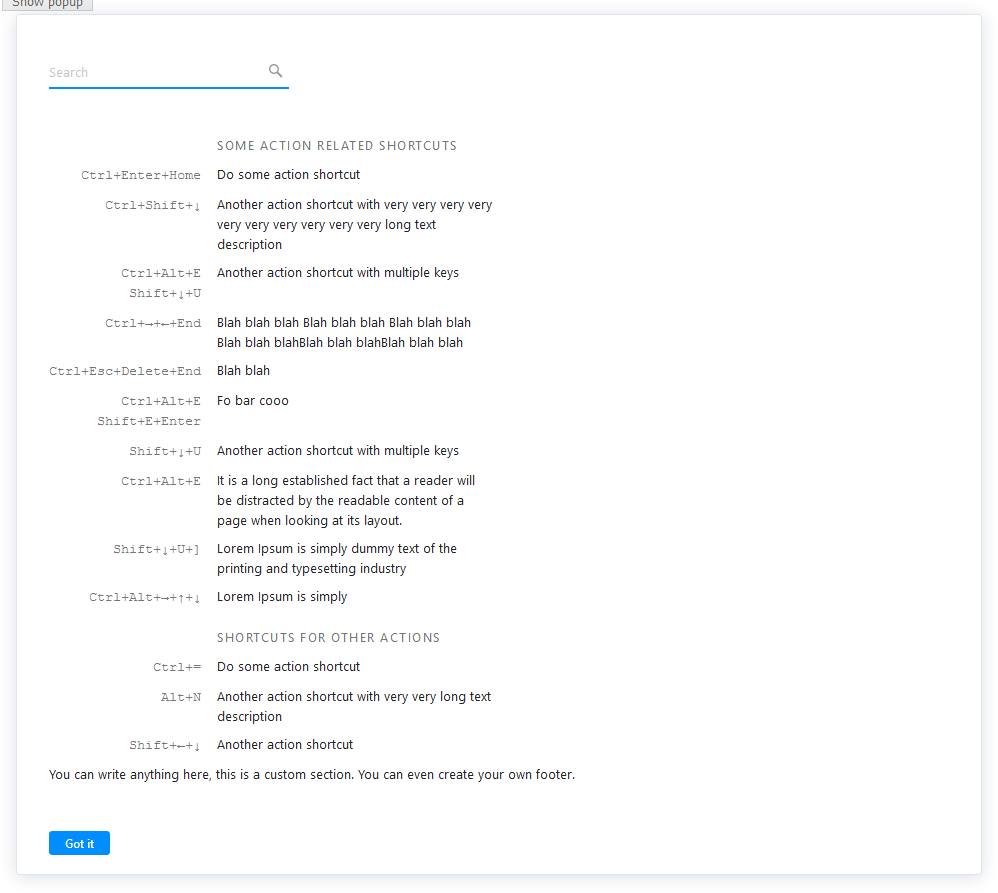 Show popup
Search
SOME ACTION RELATED SHORTCUTS
Ctrl+Enter+Home Do some action shortcut
Ctrl+Shift+↓ Another action shortcut with very very very very
very very very very very very long text
description
Ctrl+Alt+E Another action shortcut with multiple keys
Shift+↓+U
Ctrl+→+←+End Blah blah blah Blah blah blah Blah blah blah
Blah blah blahBlah blah blahBlah blah blah
Ctrl+Esc+Delete+End Blah blah
Ctrl+Alt+E Fo bar cooo
Shift+E+Enter
Shift+↓+U Another action shortcut with multiple keys
Ctrl+Alt+E It is a long established fact that a reader will
be distracted by the readable content of a
page when looking at its layout.
Shift+↓+U+] Lorem Ipsum is simply dummy text of the
printing and typesetting industry
Ctrl+Alt+→+↑+↓ Lorem Ipsum is simply
SHORTCUTS FOR OTHER ACTIONS
Ctrl+= Do some action shortcut
Alt+N Another action shortcut with very very long text
description
Shift+←+↓ Another action shortcut
You can write anything here, this is a custom section. You can even create your own footer.
Got it